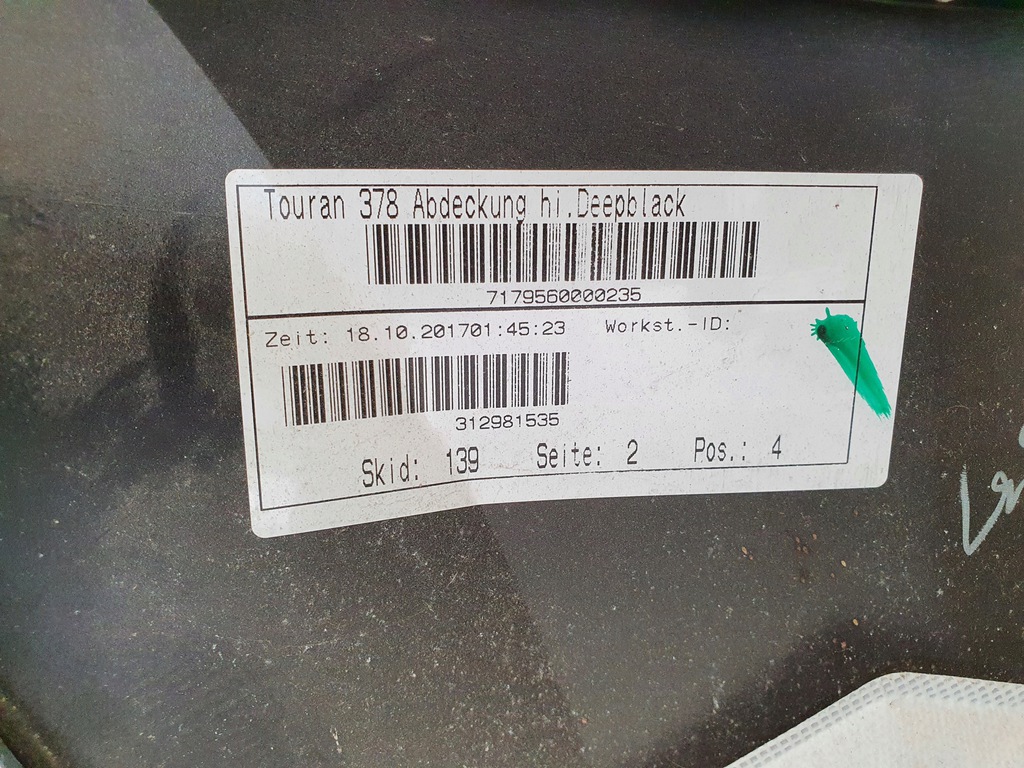 Touran 378 Abdeckung hi.Deepblack
7179560000235
Zeit: 18.10.201701:45:23 Workst.-ID:
312981535
Skid: 139 Seite: 2 Pos.: 4